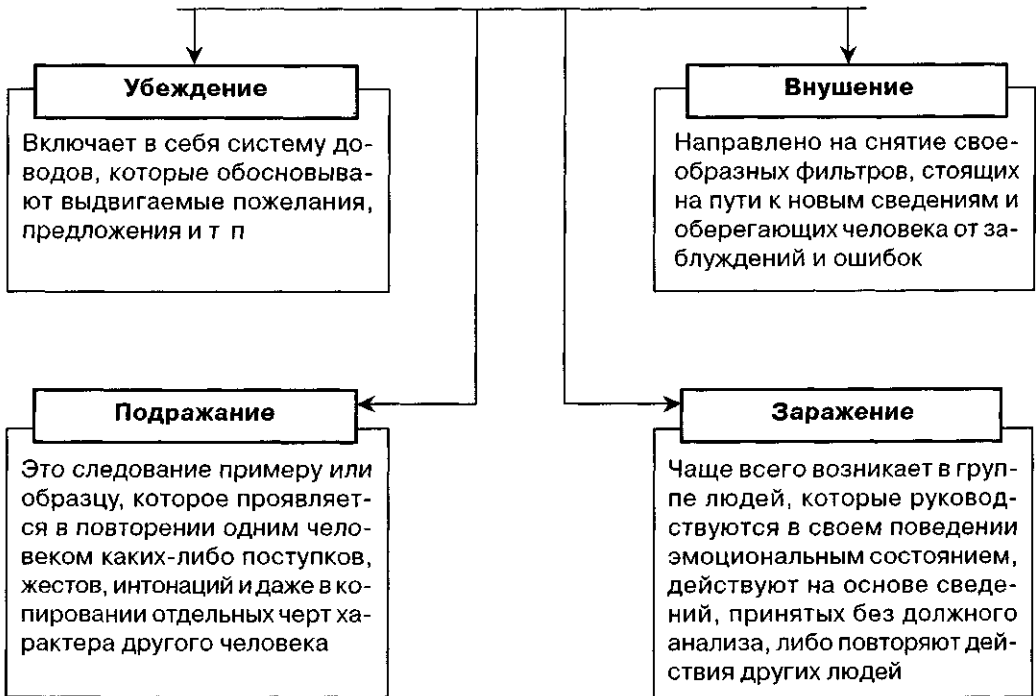 Убеждение
Включает в себя систему до-
водов, которые обосновыва-
ют выдвигаемые пожелания,
предложения и т п
Внушение
Направлено на снятие свое-
образных фильтров, стоящих
на пути к новым сведениям и
оберегающих человека от за-
блуждений и ошибок
Подражание
Это следование примеру или
образцу, которое проявляет-
ся в повторении одним чело-
веком каких-либо поступков,
жестов, интонаций и даже в ко-
пировании отдельных черт ха-
рактера другого человека
Заражение
Чаще всего возникает в груп-
пе людей, которые руковод-
ствуются в своем поведении
эмоциональным состоянием,
действуют на основе сведе-
ний, принятых без должного
анализа, либо повторяют дей-
ствия других людей